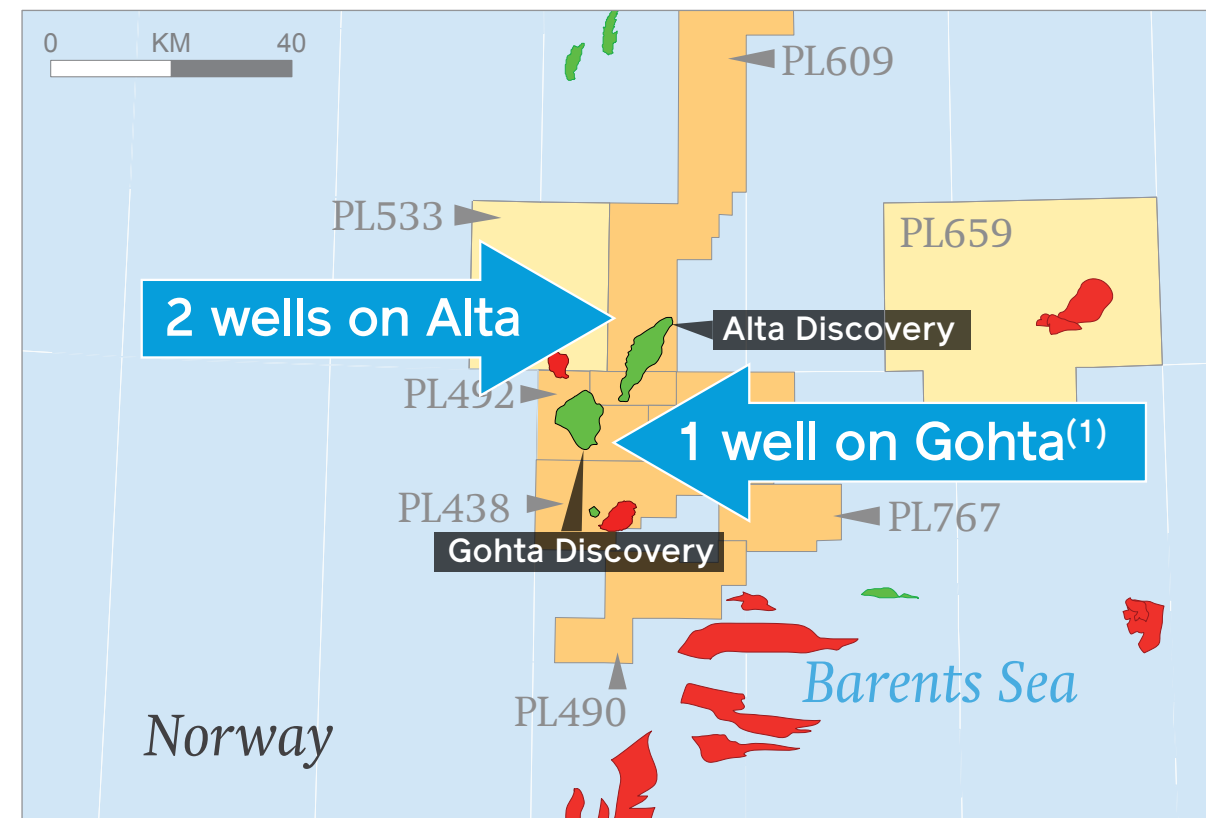 0 KM 40
PL609
PL533
PL659
2 wells on Alta
Alta Discovery
PL492
1 well on Gohta(1)
PL438
PL767
Gohta Discovery
Barents Sea
PL490
Norway